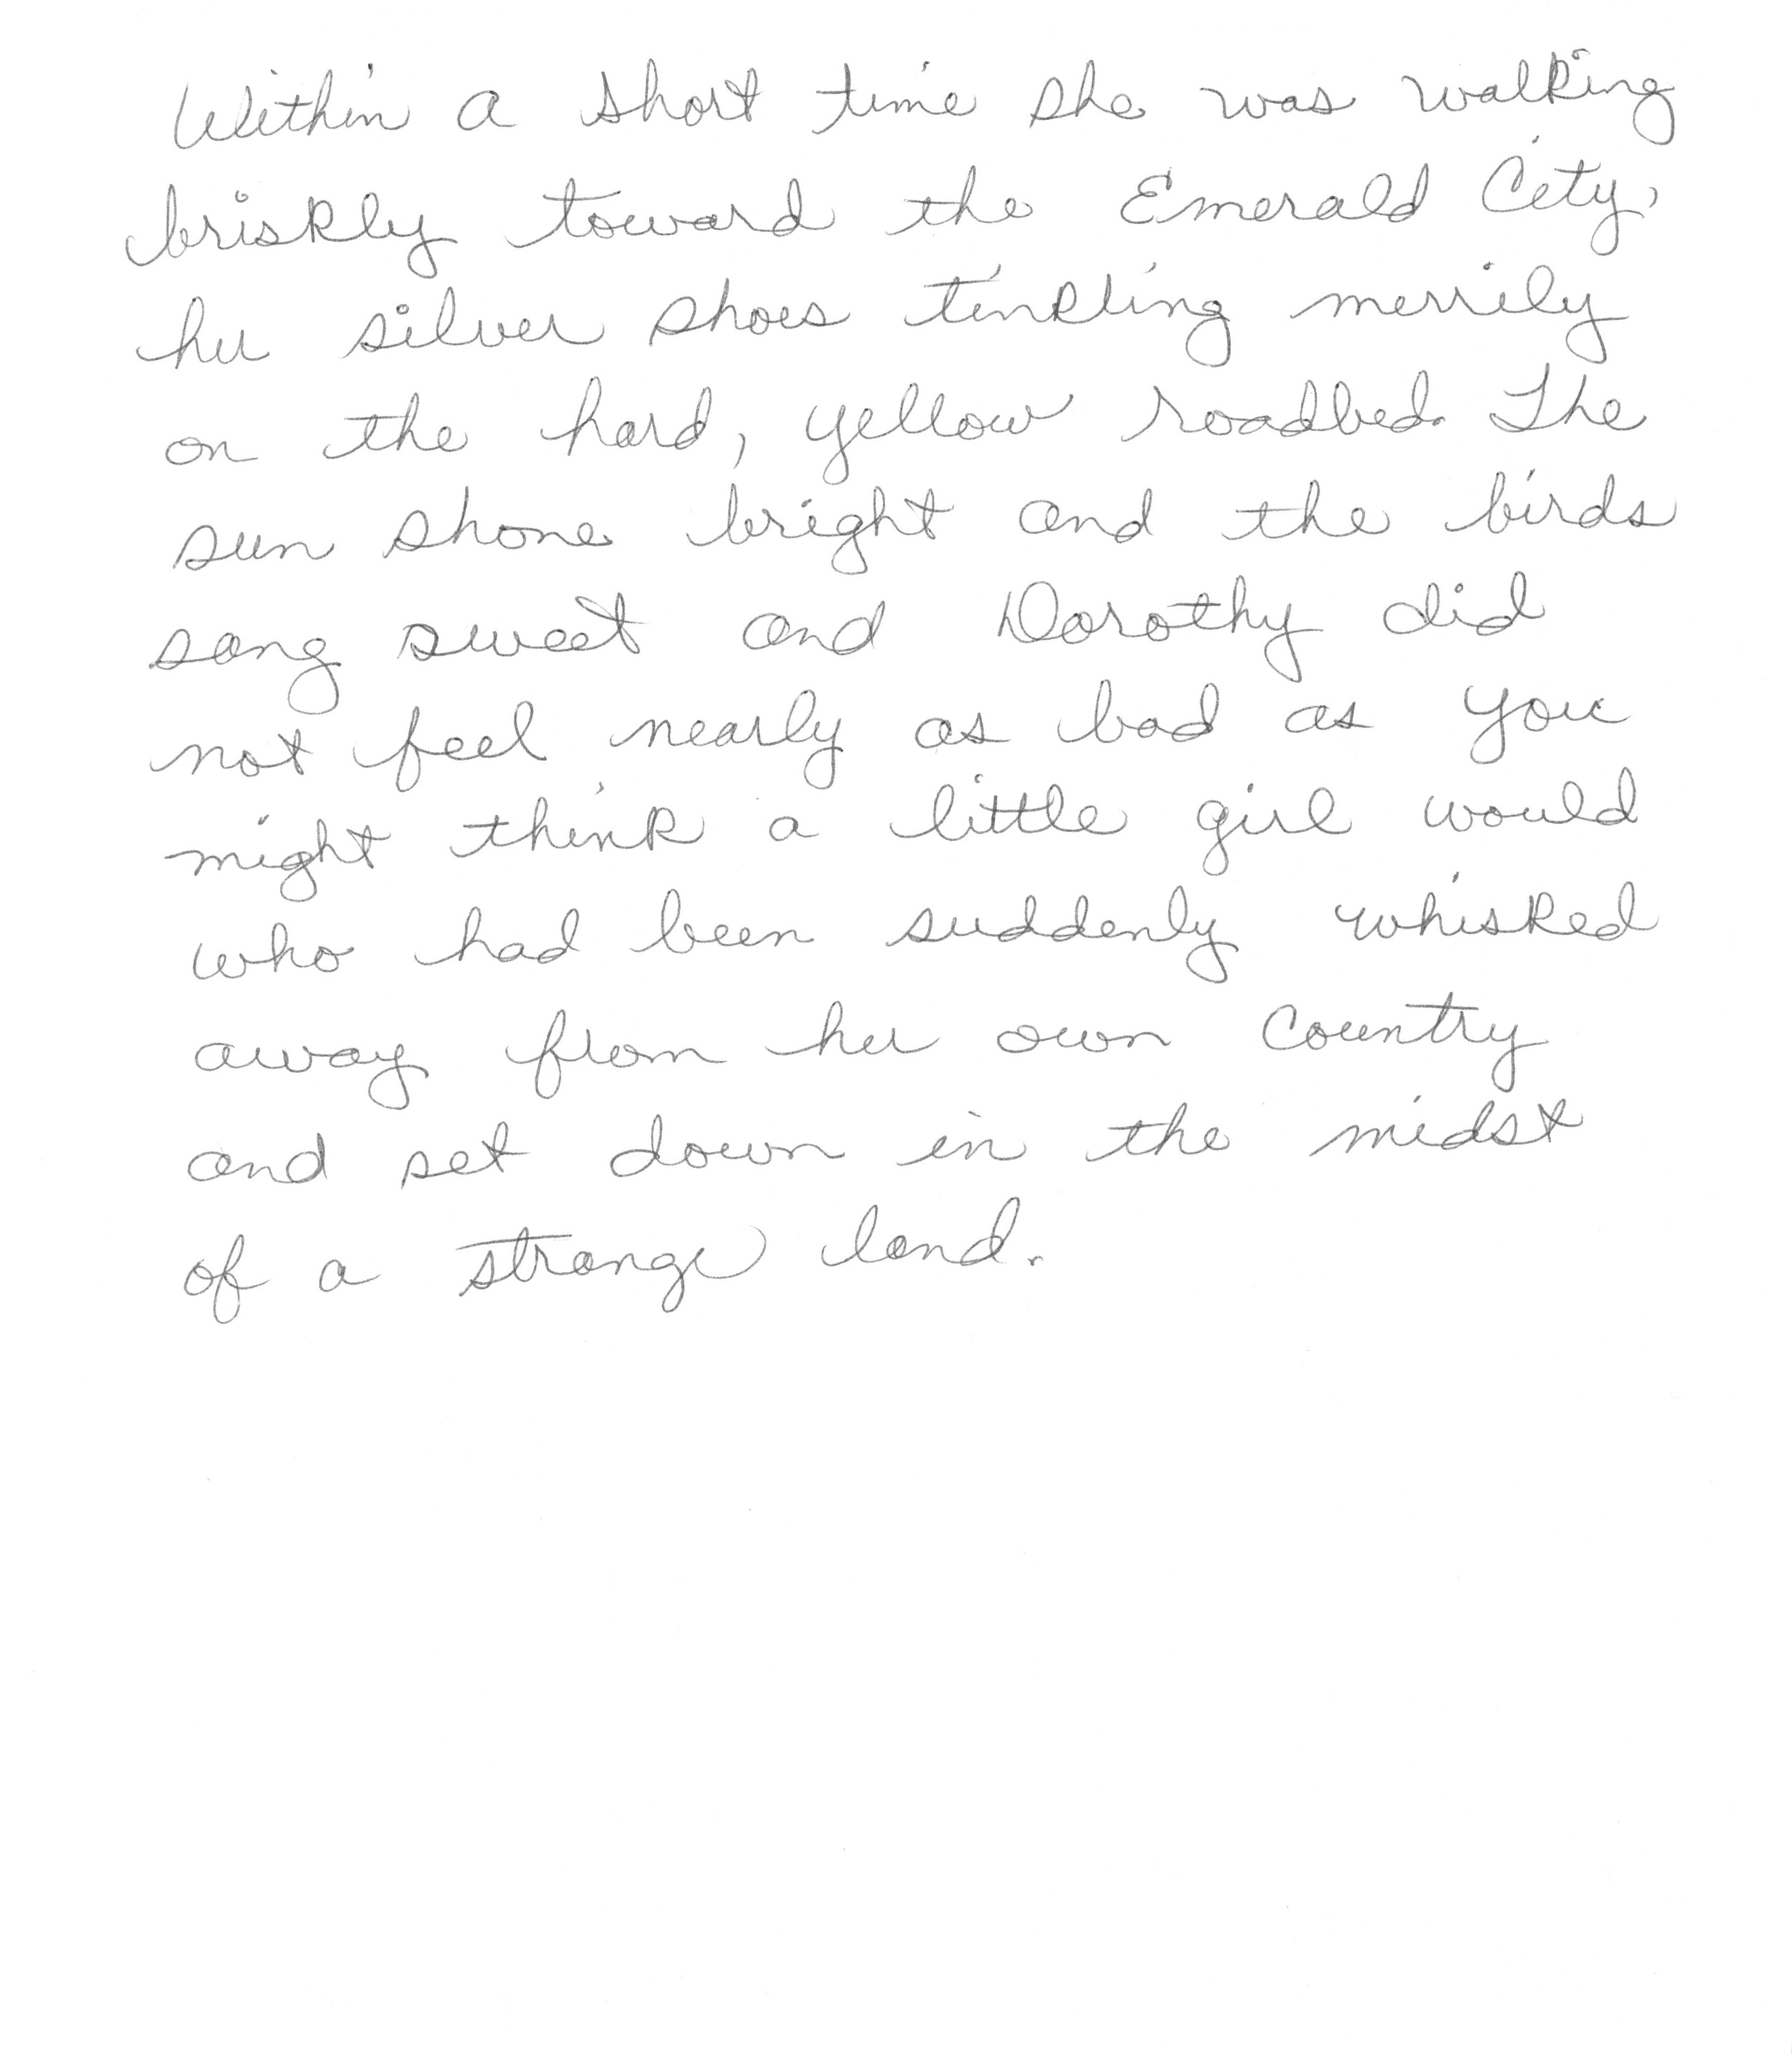 Within a short time she was walking
briskly toward the Emerald City,
her silver shoes tinkling merrily
on the hard, yellow roadbed. The
sun shone bright and the birds
sang sweet and Dorothy did
not feel nearly as bad as you
might think a little girl would
who had been suddenly whisked
away from her own country
and set down in the midst
of a strange land.